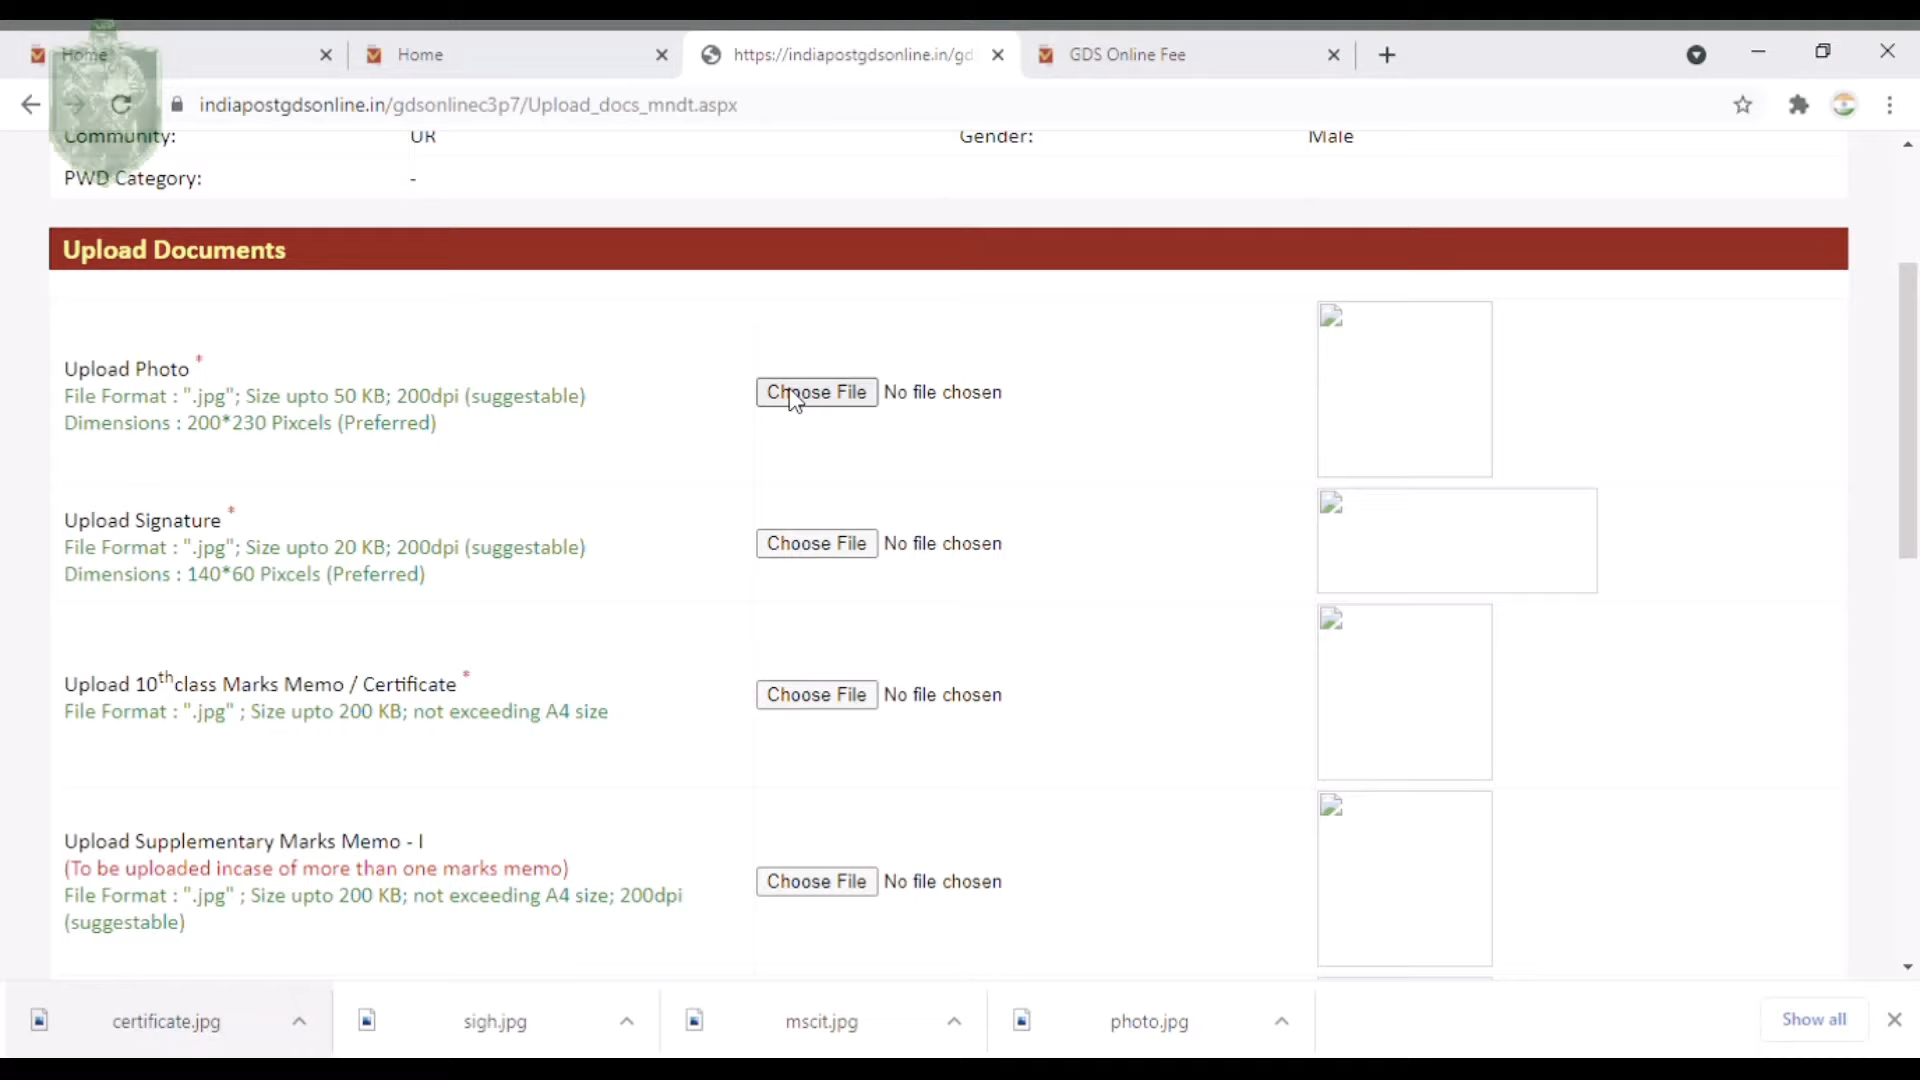 Home
Home
https://indiapostgdsonline.in/gd
GDS Online Fee
indiapostgdsonline.in/gdsonlinec3p7/Upload_docs_mndt.aspx
Community: UR Gender: Male
PWD Category: -
Upload Documents
Upload Photo *
File Format : ".jpg"; Size upto 50 KB; 200dpi (suggestable)
Dimensions : 200*230 Pixcels (Preferred)
Choose File No file chosen
Upload Signature *
File Format : ".jpg"; Size upto 20 KB; 200dpi (suggestable)
Dimensions : 140*60 Pixcels (Preferred)
Choose File No file chosen
Upload 10thclass Marks Memo / Certificate *
File Format : ".jpg" ; Size upto 200 KB; not exceeding A4 size
Choose File No file chosen
Upload Supplementary Marks Memo - I
(To be uploaded incase of more than one marks memo)
File Format : ".jpg" ; Size upto 200 KB; not exceeding A4 size; 200dpi
(suggestable)
Choose File No file chosen
certificate.jpg
sigh.jpg
mscit.jpg
photo.jpg
Show all